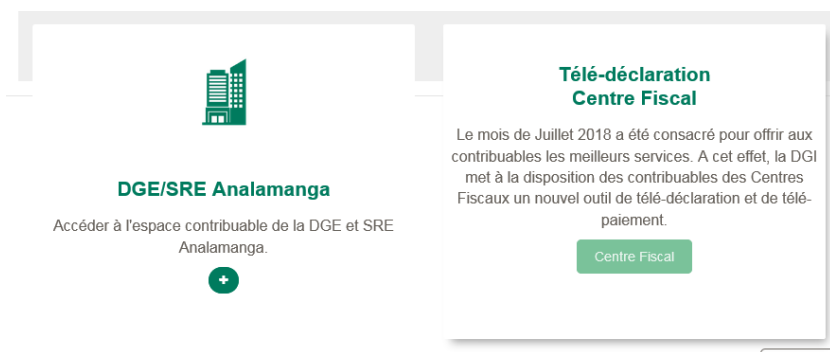 DGE/SRE Analamanga
Accéder à l'espace contribuable de la DGE et SRE
Analamanga.
Télé-déclaration
Centre Fiscal
Le mois de Juillet 2018 a été consacré pour offrir aux
contribuables les meilleurs services. A cet effet, la DGI
met à la disposition des contribuables des Centres
Fiscaux un nouvel outil de télé-déclaration et de télé-
paiement.
Centre Fiscal